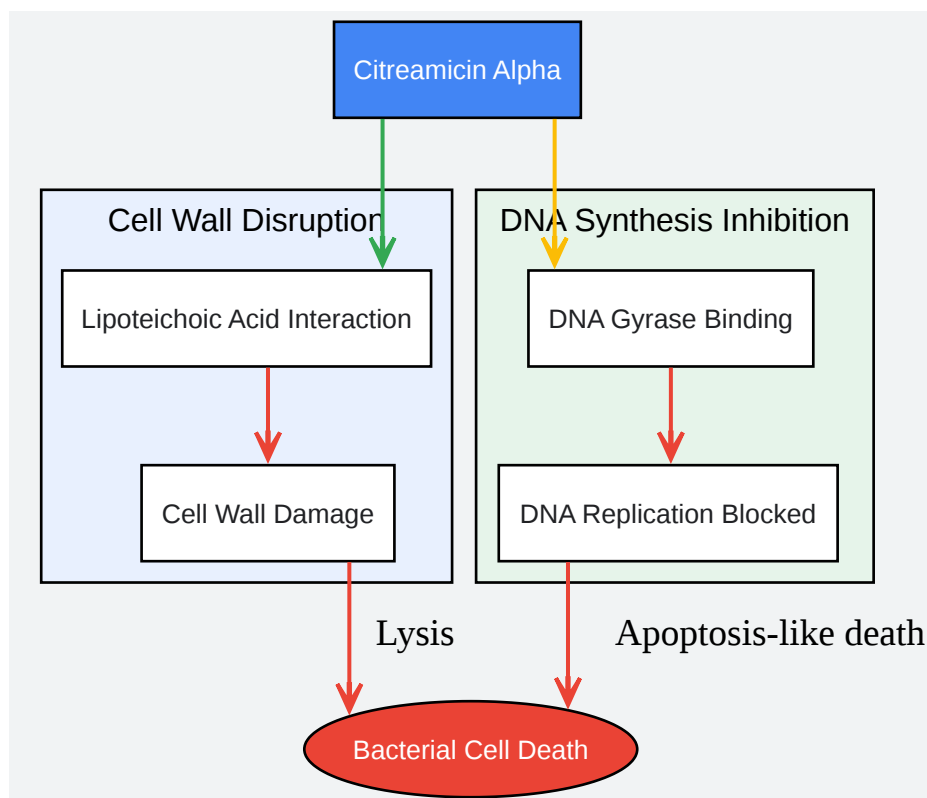 Citreamicin Alpha
Cell Wall Disruption
DNA Synthesis Inhibition
Lipoteichoic Acid Interaction
DNA Gyrase Binding
Cell Wall Damage
DNA Replication Blocked
Lysis
Apoptosis-like death
Bacterial Cell Death